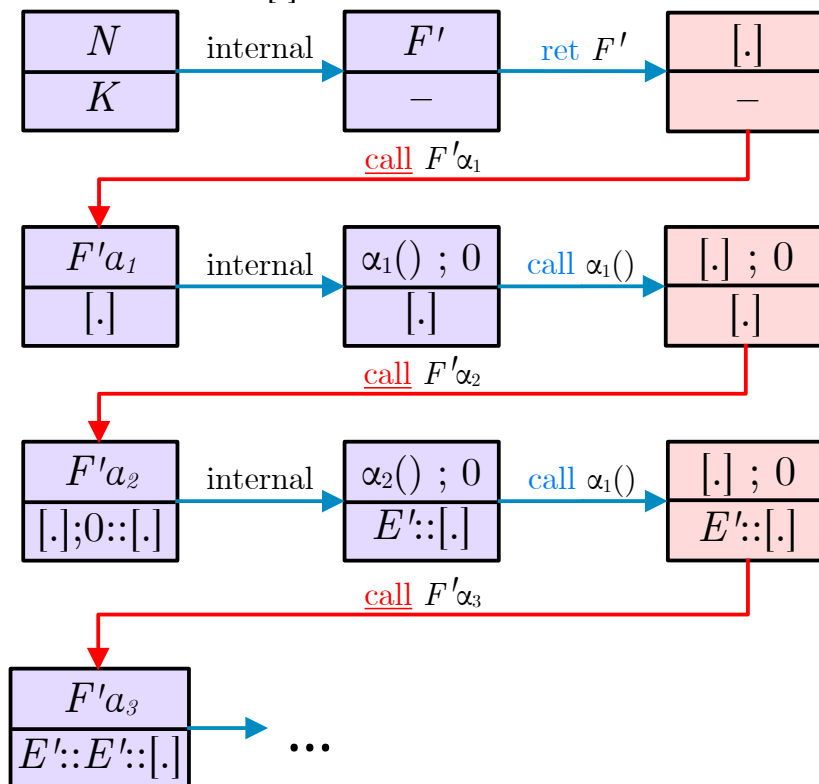 N internal F' ret F' [.]
K – –
call F'α₁
F'a₁ internal α₁() ; 0 call α₁() [.] ; 0
[.] [.] [.]
call F'α₂
F'a₂ internal α₂() ; 0 call α₁() [.] ; 0
[.];0::[.] E'::[.] E'::[.]
call F'α₃
F'a₃ ...
E'::E'::[.]